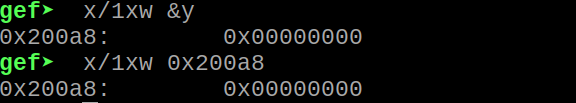 gef➤ x/1xw &y
0x200a8: 0x00000000
gef➤ x/1xw 0x200a8
0x200a8: 0x00000000